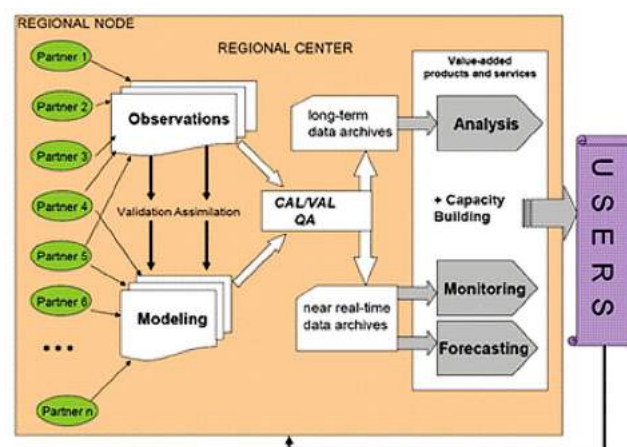 REGIONAL NODE
REGIONAL CENTER
Partner 1
Partner 2
Partner 3
Partner 4
Partner 5
Partner 6
...
Partner n
Observations
Validation Assimilation
Modeling
CAL/VAL
QA
long-term
data archives
near real-time
data archives
Value-added
products and services
Analysis
+ Capacity
Building
Monitoring
Forecasting
USERS